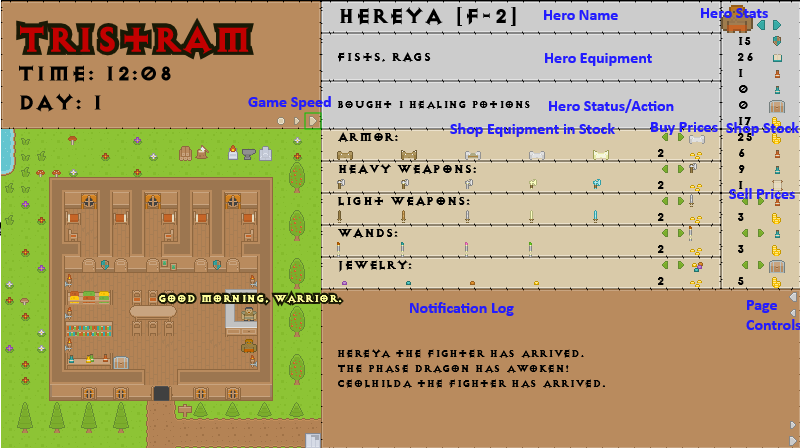 TRISTRAM
TIME: 12:08
DAY: 1
Game Speed
HEREYA [F-2]
Hero Name
Hero Stats
FISTS, RAGS
Hero Equipment
15
26
1
0
0
17
BOUGHT 1 HEALING POTIONS
Hero Status/Action
Shop Equipment in Stock
Buy Prices
Shop Stock
ARMOR:
2
25
6
HEAVY WEAPONS:
2
9
1
Sell Prices
LIGHT WEAPONS:
2
3
WANDS:
2
3
JEWELRY:
2
5
GOOD MORNING, WARRIOR.
Notification Log
Page
Controls
HEREYA THE FIGHTER HAS ARRIVED.
THE PHASE DRAGON HAS AWOKEN!
CEOLHILDA THE FIGHTER HAS ARRIVED.